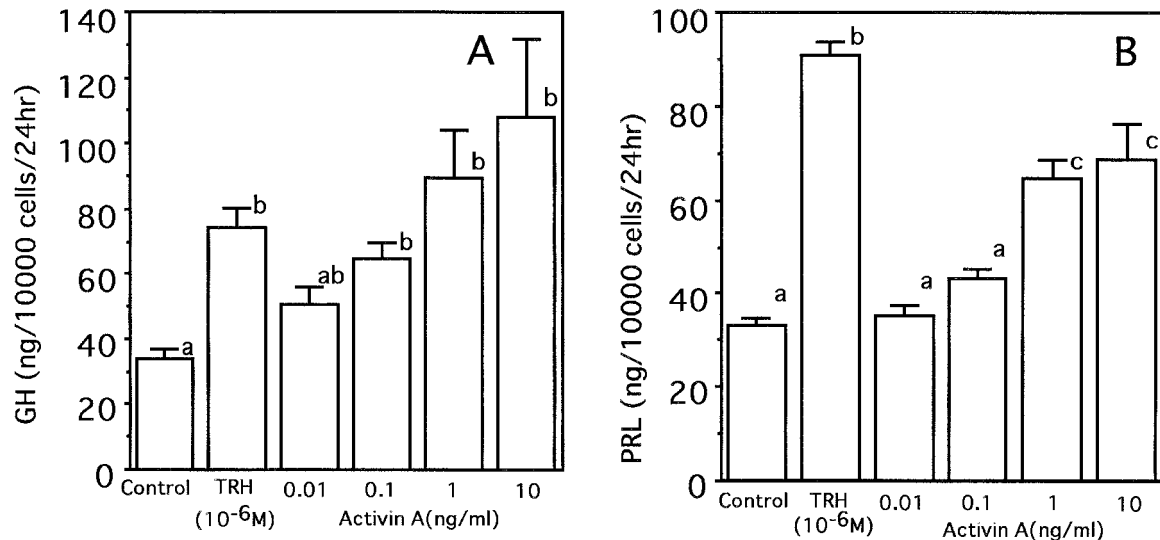 A
GH (ng/10000 cells/24hr)
140
120
100
80
60
40
20
0
a
b
ab
b
b
b
Control TRH 0.01 0.1 1 10
(10-6M) Activin A(ng/ml)
B
PRL (ng/10000 cells/24hr)
100
80
60
40
20
0
a
b
a
a
c
c
Control TRH 0.01 0.1 1 10
(10-6M) Activin A(ng/ml)